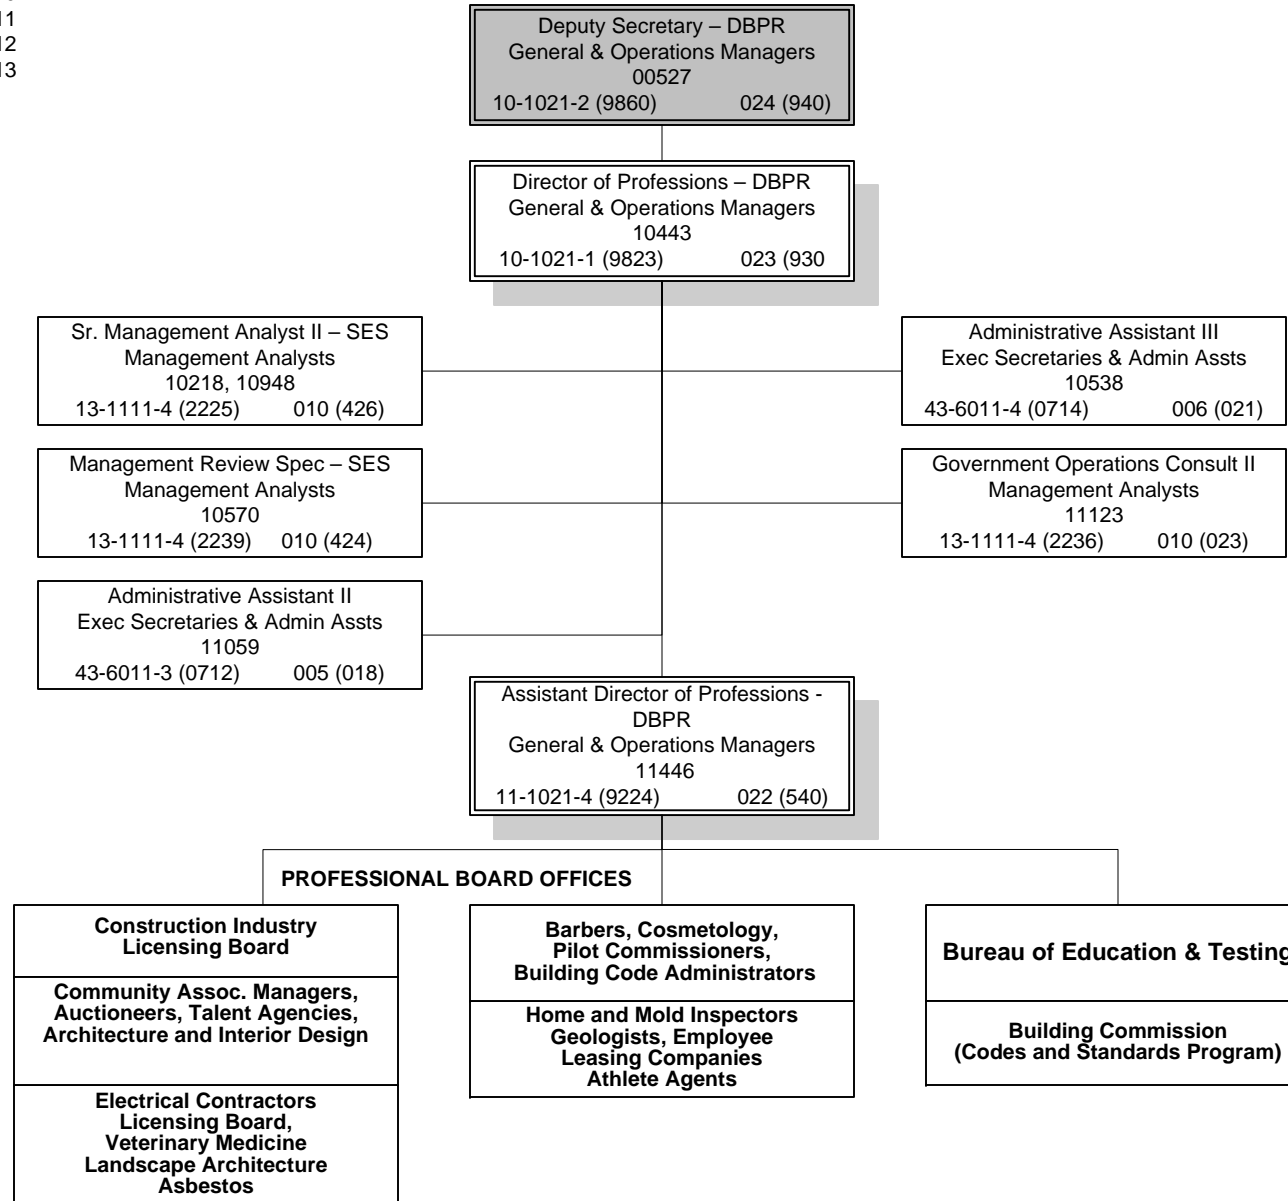 11
12
13
Deputy Secretary – DBPR
General & Operations Managers
00527
10-1021-2 (9860) 024 (940)
Director of Professions – DBPR
General & Operations Managers
10443
10-1021-1 (9823) 023 (930
Sr. Management Analyst II – SES
Management Analysts
10218, 10948
13-1111-4 (2225) 010 (426)
Administrative Assistant III
Exec Secretaries & Admin Assts
10538
43-6011-4 (0714) 006 (021)
Management Review Spec – SES
Management Analysts
10570
13-1111-4 (2239) 010 (424)
Government Operations Consult II
Management Analysts
11123
13-1111-4 (2236) 010 (023)
Administrative Assistant II
Exec Secretaries & Admin Assts
11059
43-6011-3 (0712) 005 (018)
Assistant Director of Professions -
DBPR
General & Operations Managers
11446
11-1021-4 (9224) 022 (540)
PROFESSIONAL BOARD OFFICES
Construction Industry
Licensing Board
Community Assoc. Managers,
Auctioneers, Talent Agencies,
Architecture and Interior Design
Electrical Contractors
Licensing Board,
Veterinary Medicine
Landscape Architecture
Asbestos
Barbers, Cosmetology,
Pilot Commissioners,
Building Code Administrators
Home and Mold Inspectors
Geologists, Employee
Leasing Companies
Athlete Agents
Bureau of Education & Testing
Building Commission
(Codes and Standards Program)